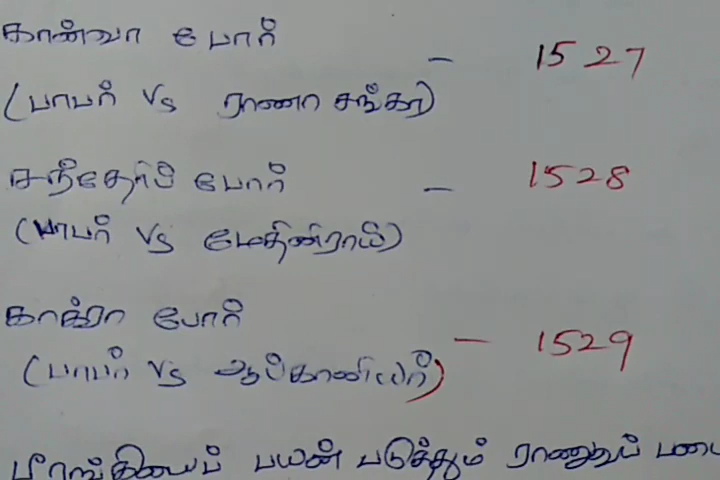 கான்வா போர் - 1527
(பாபர் Vs ராணா சங்கா)
சந்தேரிப் போர் - 1528
(பாபர் Vs மேதினிராய்)
காக்ரா போர் - 1529
(பாபர் Vs ஆப்கானியர்)
பீரங்கியைப் பயன் படுத்தும் ராணுவப்